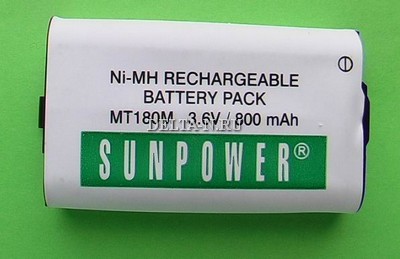 Ni-MH RECHARGEABLE
BATTERY PACK
MT180M 3.6V / 800 mAh
DELTA-N.RU
SUNPOWER®